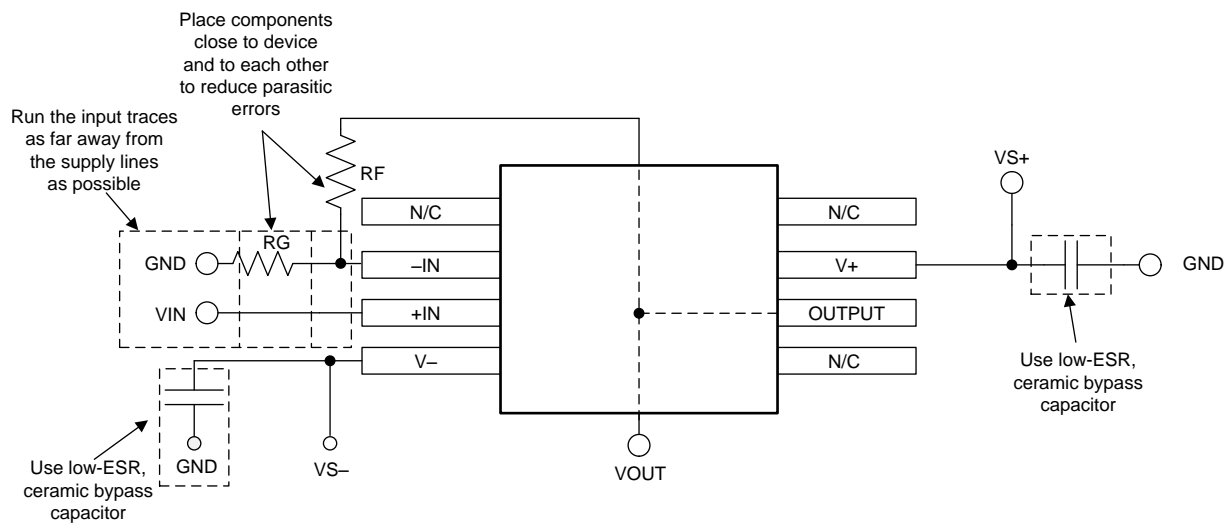 Place components
close to device
and to each other
to reduce parasitic
errors
Run the input traces
as far away from
the supply lines
as possible
RF
VS+
N/C
N/C
RG
GND
–IN
V+
GND
VIN
+IN
OUTPUT
V–
N/C
Use low-ESR,
ceramic bypass
capacitor
GND
VS–
VOUT
Use low-ESR,
ceramic bypass
capacitor